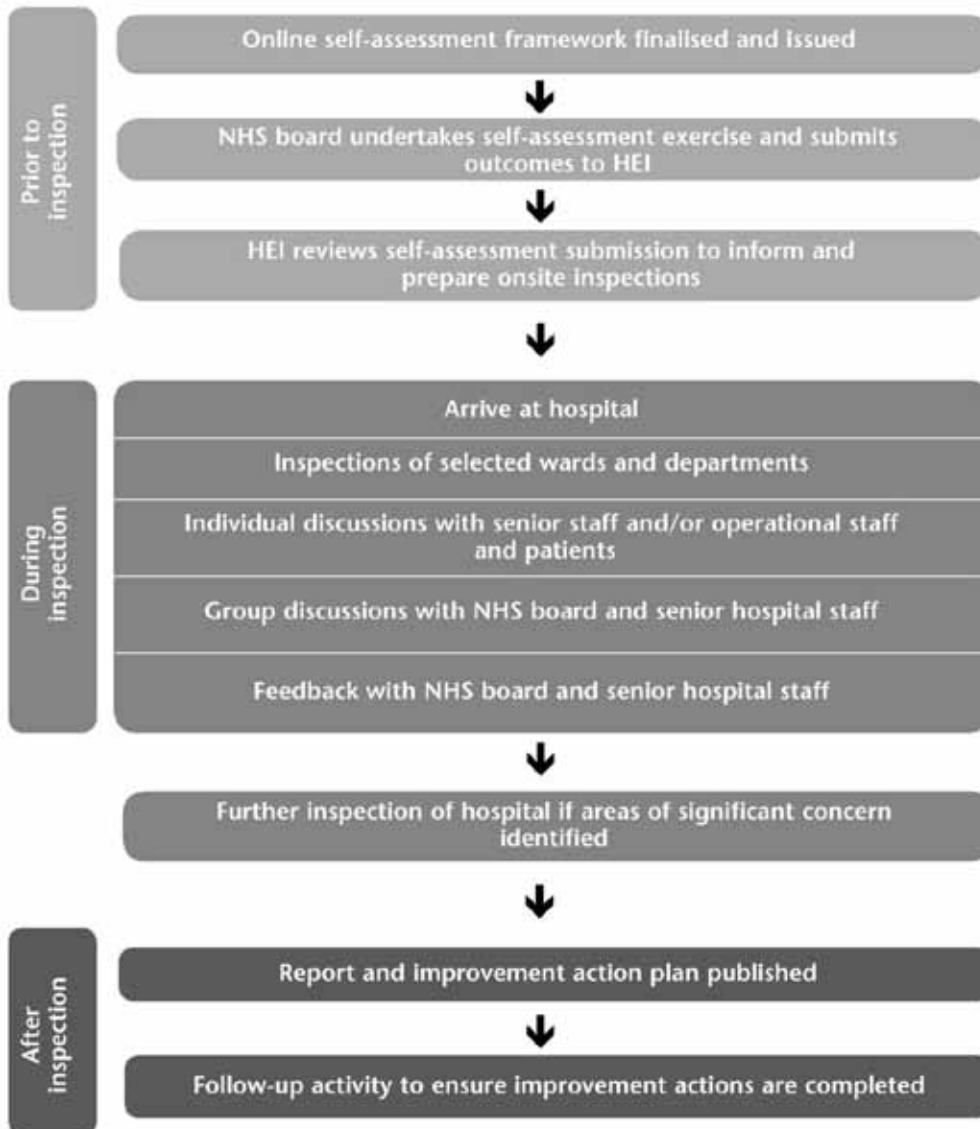 Prior to
inspection
Online self-assessment framework finalised and issued
NHS board undertakes self-assessment exercise and submits
outcomes to HEI
HEI reviews self-assessment submission to inform and
prepare onsite inspections
During
inspection
Arrive at hospital
Inspections of selected wards and departments
Individual discussions with senior staff and/or operational staff
and patients
Group discussions with NHS board and senior hospital staff
Feedback with NHS board and senior hospital staff
Further inspection of hospital if areas of significant concern
identified
After
inspection
Report and improvement action plan published
Follow-up activity to ensure improvement actions are completed